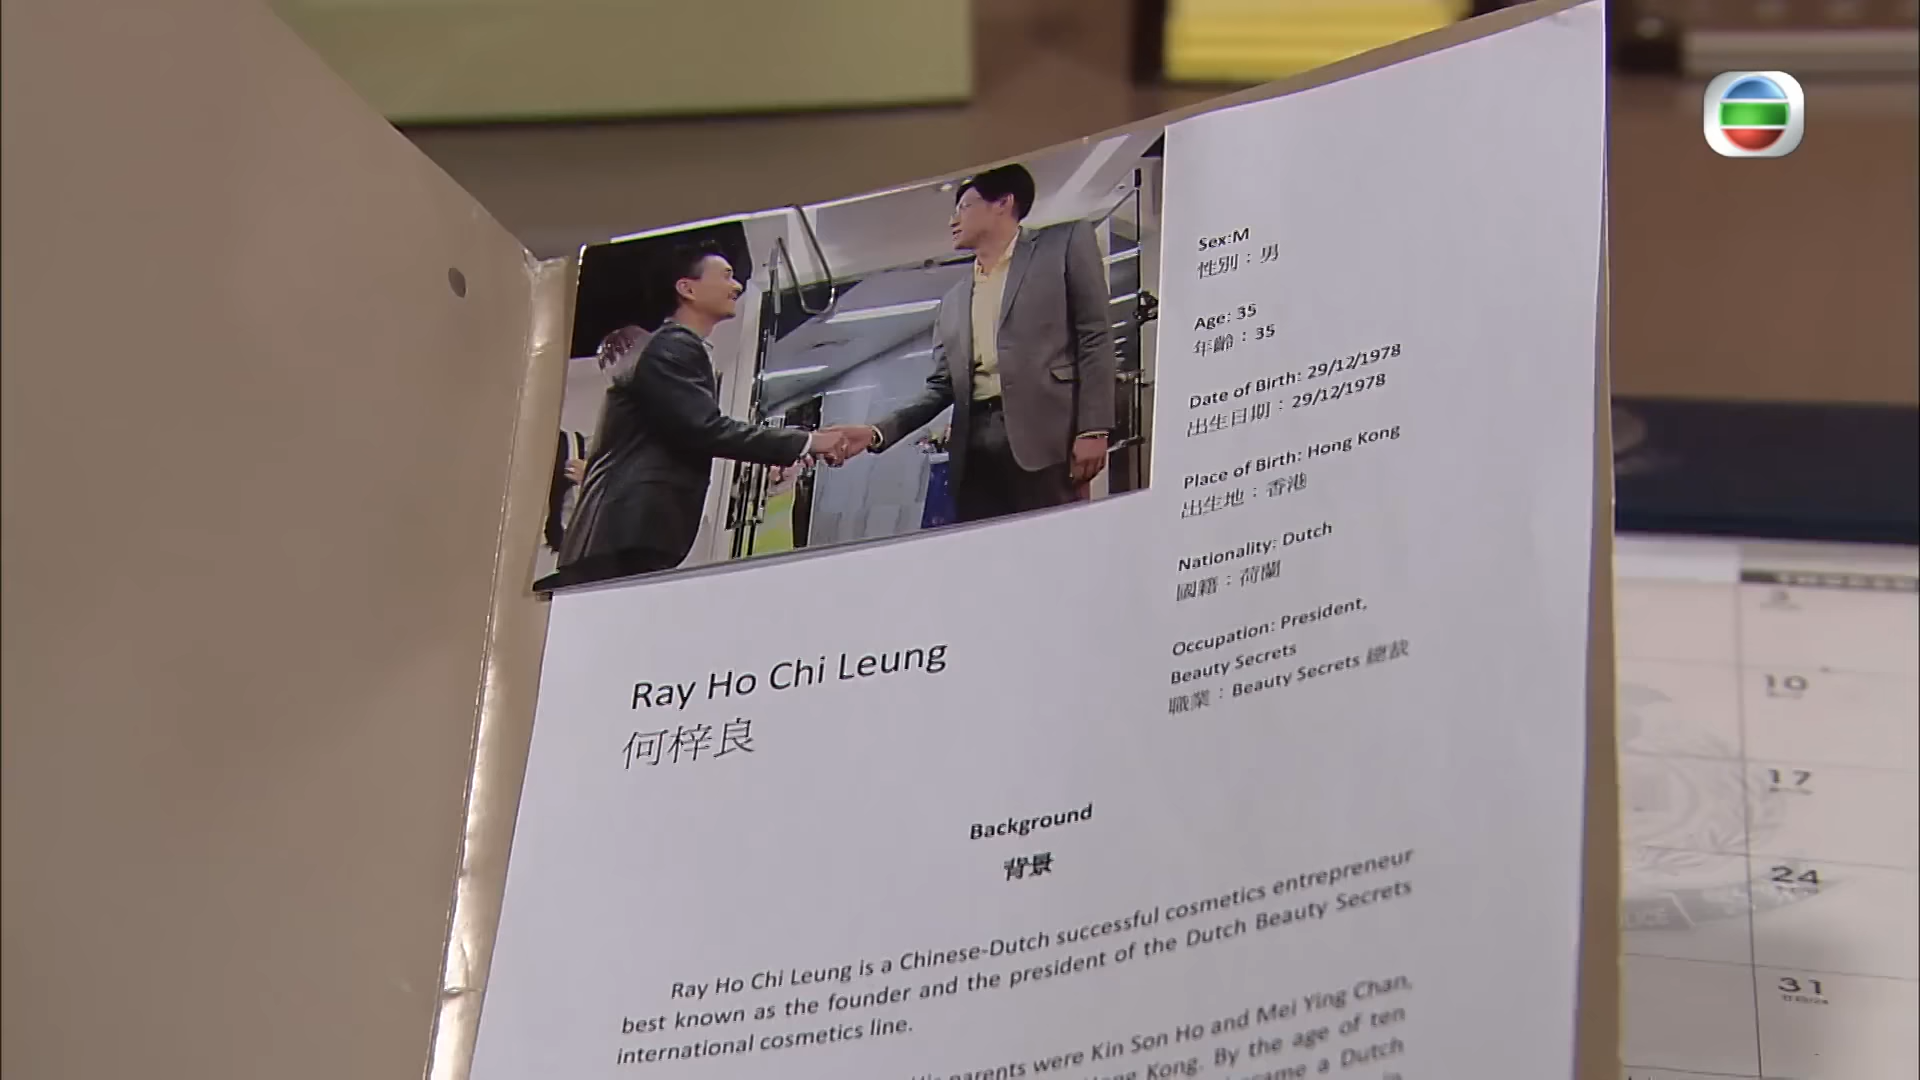 Sex:M
性別：男
Age: 35
年齡：35
Date of Birth: 29/12/1978
出生日期：29/12/1978
Place of Birth: Hong Kong
出生地：香港
Nationality: Dutch
國籍：荷蘭
Occupation: President,
Beauty Secrets
職業：Beauty Secrets 總裁
Ray Ho Chi Leung
何梓良
Background
背景
Ray Ho Chi Leung is a Chinese-Dutch successful cosmetics entrepreneur
best known as the founder and the president of the Dutch Beauty Secrets
international cosmetics line.
parents were Kin Son Ho and Mei Ying Chan,
Kong. By the age of ten
a Dutch
3
10
17
24
31